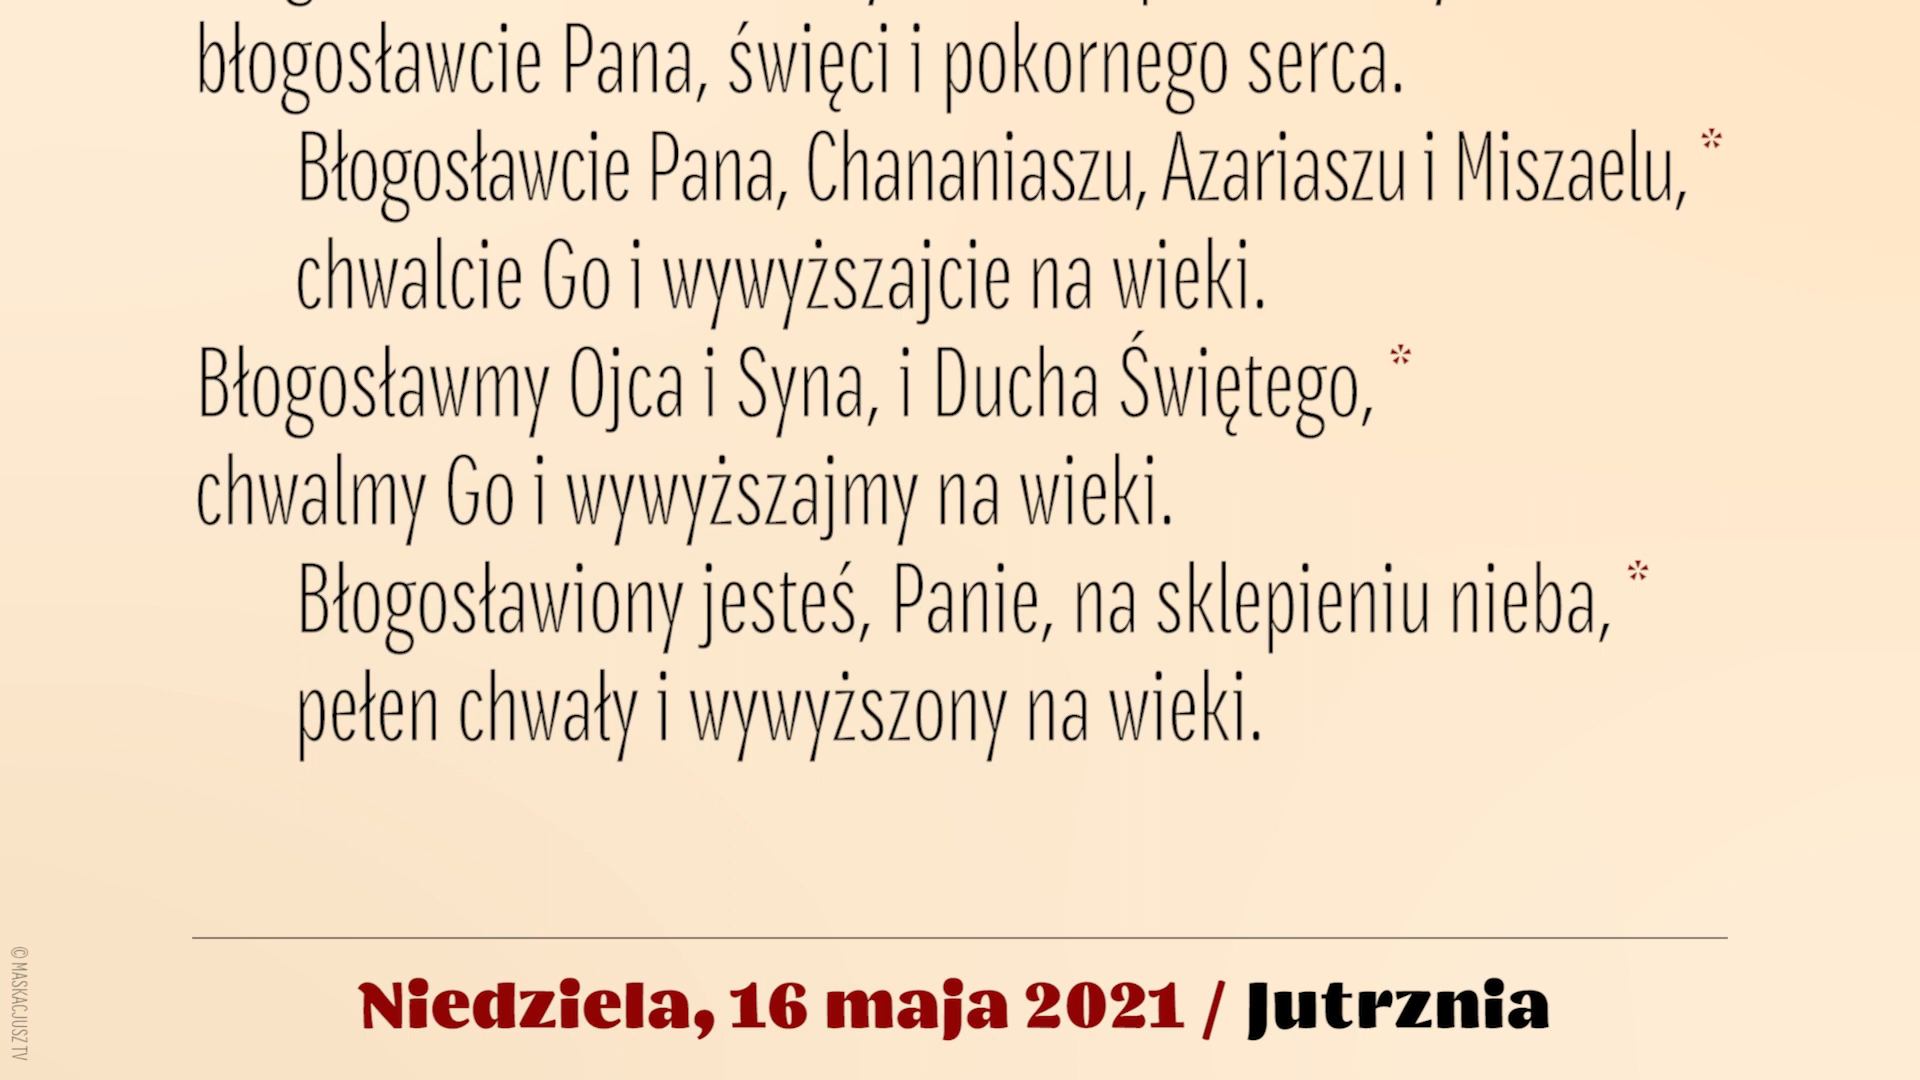 błogosławcie Pana, święci i pokornego serca.
Błogosławcie Pana, Chananiaszu, Azariaszu i Miszaelu, *
chwalcie Go i wywyższajcie na wieki.
Błogosławmy Ojca i Syna, i Ducha Świętego, *
chwalmy Go i wywyższajmy na wieki.
Błogosławiony jesteś, Panie, na sklepieniu nieba, *
pełen chwały i wywyższony na wieki.
Niedziela, 16 maja 2021 / Jutrznia
© MASKACJUSZ TV